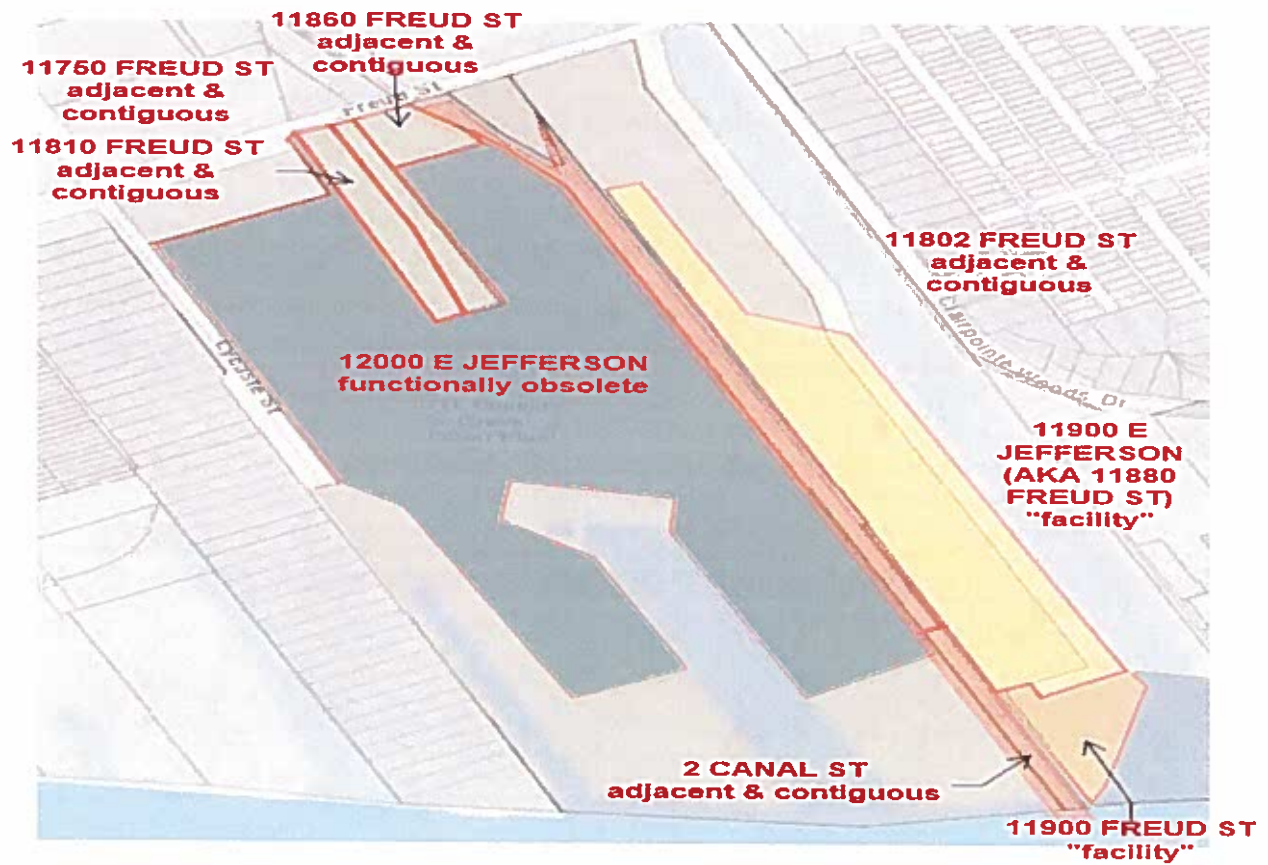 11860 FREUD ST
adjacent &
contiguous
11750 FREUD ST
adjacent &
contiguous
Freud St
11810 FREUD ST
adjacent &
contiguous
11802 FREUD ST
adjacent &
contiguous
Clairpointe Woods Dr
Lycaste St
12000 E JEFFERSON
functionally obsolete
11900 E
JEFFERSON
(AKA 11880
FREUD ST)
"facility"
2 CANAL ST
adjacent & contiguous
11900 FREUD ST
"facility"